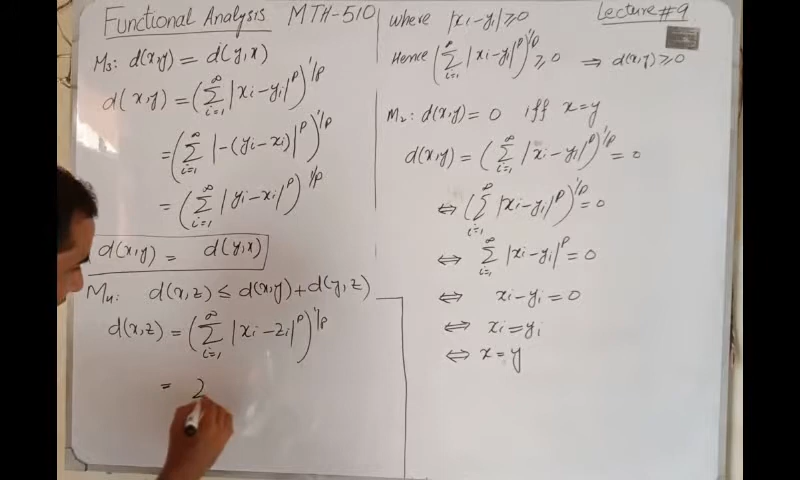 Functional Analysis MTH-510
M₃: d(x,y) = d(y,x)
d(x,y) = (∑_{i=1}^∞ |xi-yi|^p)^{1/p}
= (∑_{i=1}^∞ |-(yi-xi)|^p)^{1/p}
= (∑_{i=1}^∞ |yi-xi|^p)^{1/p}
d(x,y) = d(y,x)
M₄: d(x,z) ≤ d(x,y)+d(y,z)
d(x,z) = (∑_{i=1}^∞ |xi-zi|^p)^{1/p}
=
Lecture #9
where |xi-yi| ≥ 0
Hence (∑_{i=1}^∞ |xi-yi|^p)^{1/p} ≥ 0 ⇒ d(x,y) ≥ 0
M₂: d(x,y) = 0 iff x=y
d(x,y) = (∑_{i=1}^∞ |xi-yi|^p)^{1/p} = 0
⇔ (∑_{i=1}^∞ |xi-yi|^p)^{1/p} = 0
⇔ ∑_{i=1}^∞ |xi-yi|^p = 0
⇔ xi-yi = 0
⇔ xi = yi
⇔ x = y